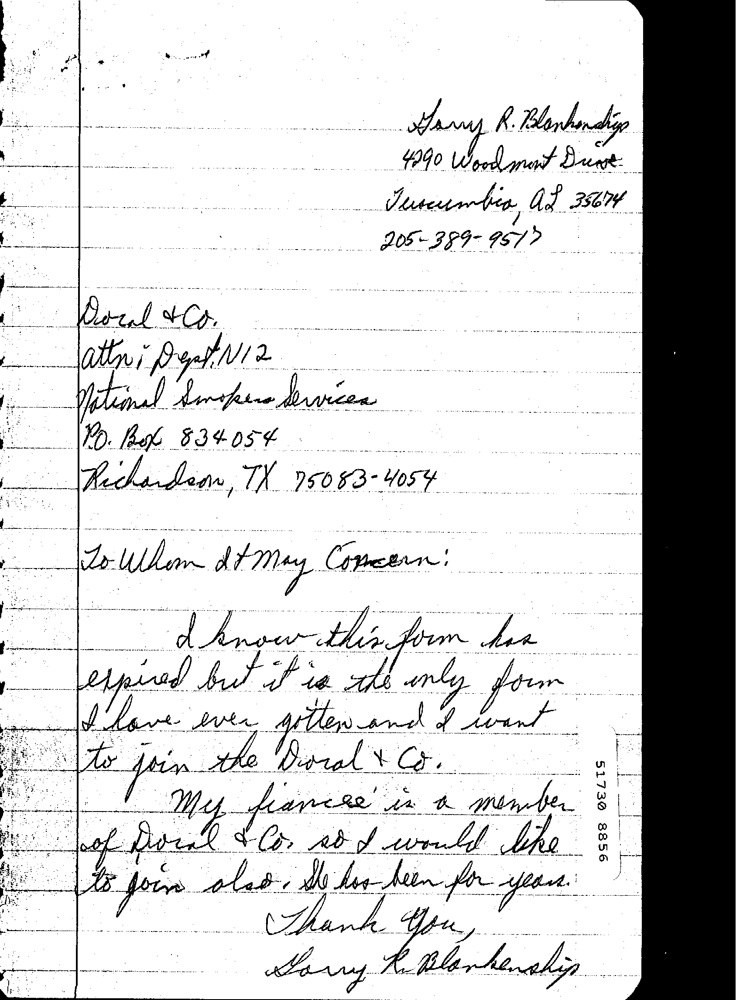 Larry R. Blankenship
4290 Woodmont Drive
Tuscumbia, AL 35674
205-389-9517
Doral & Co.
Attn: Dept. N12
National Smokers Services
P.O. Box 834054
Richardson, TX 75083-4054
To Whom It May Concern:
I know this form has
expired but it is the only form
I have ever gotten and I want
to join the Doral & Co.
My fiancee' is a member
of Doral & Co. so I would like
to join also. She has been for years.
Thank You,
Larry R. Blankenship
51730 8856